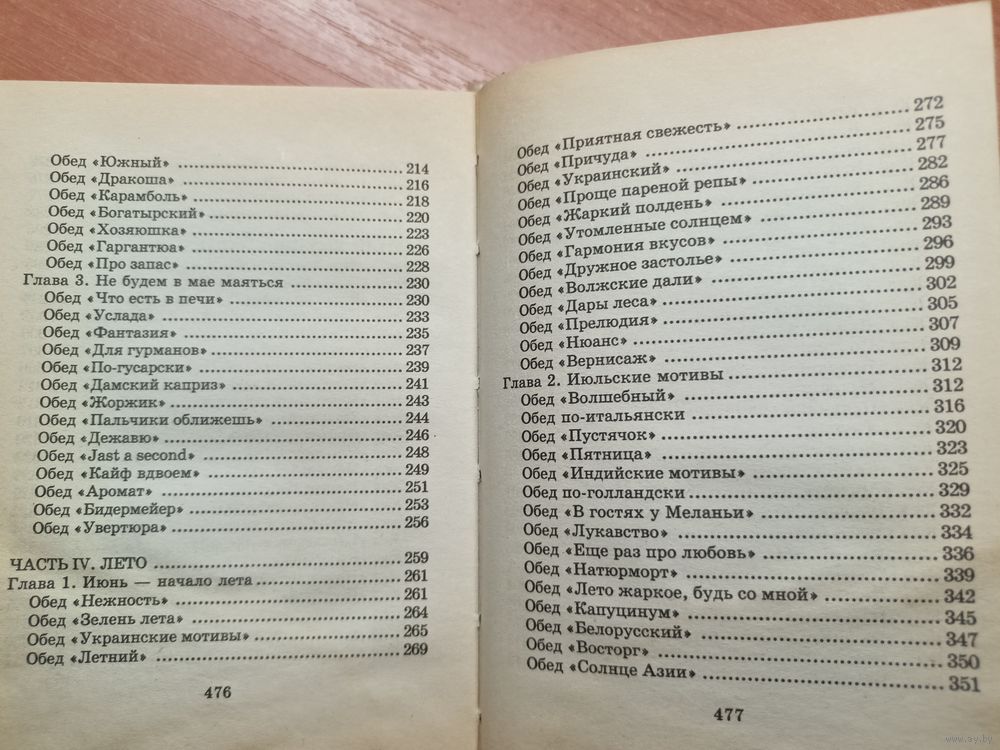 Обед «Южный» ........ 214
Обед «Дракоша» ........ 216
Обед «Карамболь» ........ 218
Обед «Богатырский» ........ 220
Обед «Хозяюшка» ........ 223
Обед «Гаргантюа» ........ 226
Обед «Про запас» ........ 228
Глава 3. Не будем в мае маяться ........ 230
Обед «Что есть в печи» ........ 230
Обед «Услада» ........ 233
Обед «Фантазия» ........ 235
Обед «Для гурманов» ........ 237
Обед «По-гусарски» ........ 239
Обед «Дамский каприз» ........ 241
Обед «Жоржик» ........ 243
Обед «Пальчики оближешь» ........ 244
Обед «Дежавю» ........ 246
Обед «Jast a second» ........ 248
Обед «Кайф вдвоем» ........ 249
Обед «Аромат» ........ 251
Обед «Бидермейер» ........ 253
Обед «Увертюра» ........ 256
ЧАСТЬ IV. ЛЕТО ........ 259
Глава 1. Июнь — начало лета ........ 261
Обед «Нежность» ........ 261
Обед «Зелень лета» ........ 264
Обед «Украинские мотивы» ........ 265
Обед «Летний» ........ 269
476
Обед «Приятная свежесть» ........ 272
Обед «Причуда» ........ 275
Обед «Украинский» ........ 277
Обед «Проще пареной репы» ........ 282
Обед «Жаркий полдень» ........ 286
Обед «Утомленные солнцем» ........ 289
Обед «Гармония вкусов» ........ 293
Обед «Дружное застолье» ........ 296
Обед «Волжские дали» ........ 299
Обед «Дары леса» ........ 302
Обед «Прелюдия» ........ 305
Обед «Нюанс» ........ 307
Обед «Вернисаж» ........ 309
Глава 2. Июльские мотивы ........ 312
Обед «Волшебный» ........ 312
Обед по-итальянски ........ 316
Обед «Пустячок» ........ 320
Обед «Пятница» ........ 323
Обед «Индийские мотивы» ........ 325
Обед по-голландски ........ 329
Обед «В гостях у Меланьи» ........ 332
Обед «Лукавство» ........ 334
Обед «Еще раз про любовь» ........ 336
Обед «Натюрморт» ........ 339
Обед «Лето жаркое, будь со мной» ........ 342
Обед «Капуцинум» ........ 345
Обед «Белорусский» ........ 347
Обед «Восторг» ........ 350
Обед «Солнце Азии» ........ 351
477
www.ay.by